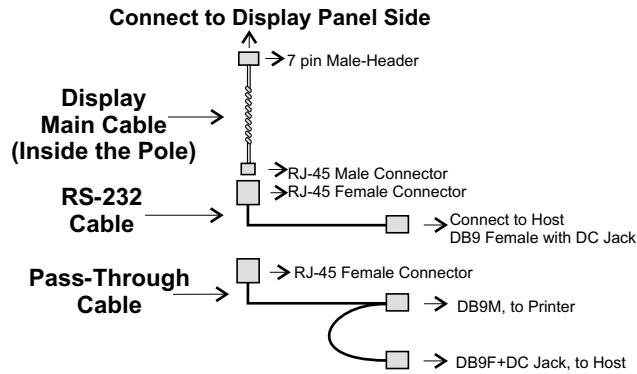 Connect to Display Panel Side
7 pin Male-Header
Display
Main Cable
(Inside the Pole)
RJ-45 Male Connector
RJ-45 Female Connector
RS-232
Cable
Connect to Host
DB9 Female with DC Jack
RJ-45 Female Connector
Pass-Through
Cable
DB9M, to Printer
DB9F+DC Jack, to Host